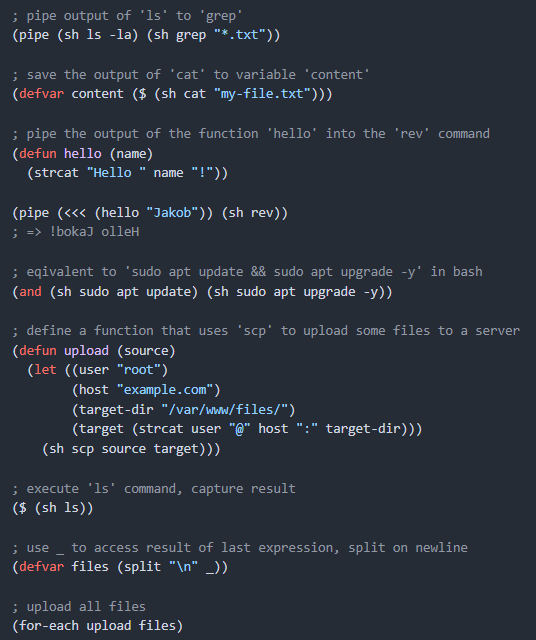 ; pipe output of 'ls' to 'grep'
(pipe (sh ls -la) (sh grep "*.txt"))

; save the output of 'cat' to variable 'content'
(defvar content ($ (sh cat "my-file.txt")))

; pipe the output of the function 'hello' into the 'rev' command
(defun hello (name)
  (strcat "Hello " name "!"))

(pipe (<<< (hello "Jakob")) (sh rev))
; => !bokaJ olleH

; eqivalent to 'sudo apt update && sudo apt upgrade -y' in bash
(and (sh sudo apt update) (sh sudo apt upgrade -y))

; define a function that uses 'scp' to upload some files to a server
(defun upload (source)
  (let ((user "root")
        (host "example.com")
        (target-dir "/var/www/files/")
        (target (strcat user "@" host ":" target-dir)))
    (sh scp source target)))

; execute 'ls' command, capture result
($ (sh ls))

; use _ to access result of last expression, split on newline
(defvar files (split "\n" _))

; upload all files
(for-each upload files)